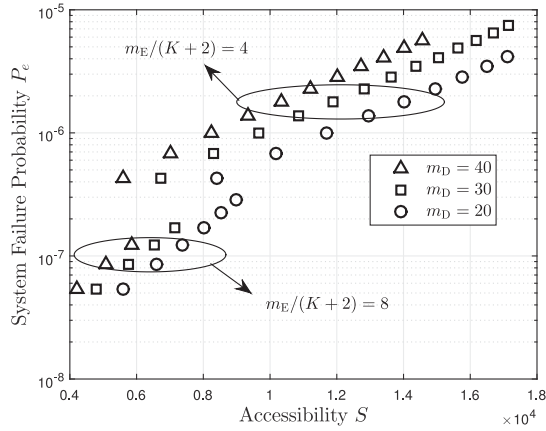 System Failure Probability P_e
10^-5
10^-6
10^-7
10^-8
m_E/(K + 2) = 4
m_D = 40
m_D = 30
m_D = 20
m_E/(K + 2) = 8
0.4 0.6 0.8 1 1.2 1.4 1.6 1.8
Accessibility S
× 10^4